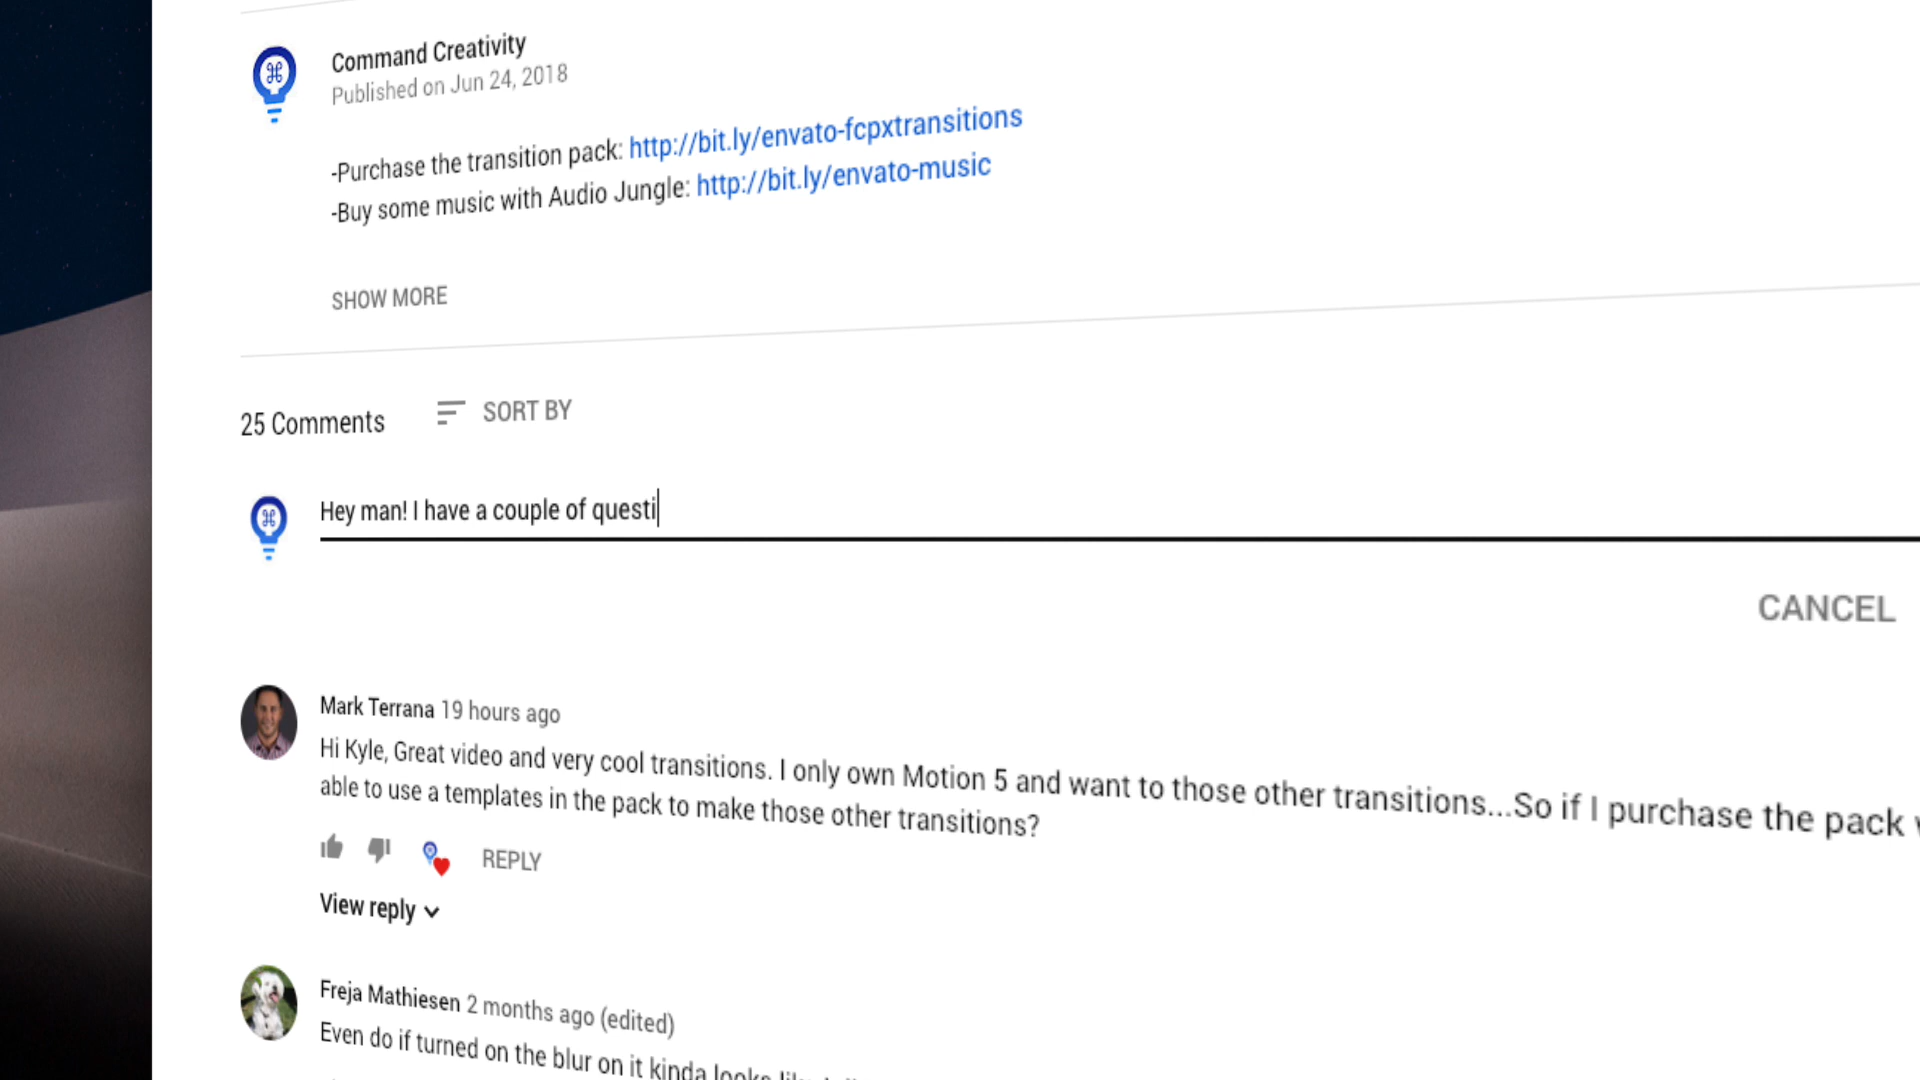 Command Creativity
Published on Jun 24, 2018
-Purchase the transition pack: http://bit.ly/envato-fcpxtransitions
-Buy some music with Audio Jungle: http://bit.ly/envato-music
SHOW MORE
25 Comments SORT BY
Hey man! I have a couple of questi
CANCEL
Mark Terrana 19 hours ago
Hi Kyle, Great video and very cool transitions. I only own Motion 5 and want to those other transitions...So if I purchase the pack
able to use a templates in the pack to make those other transitions?
REPLY
View reply
Freja Mathiesen 2 months ago (edited)
Even do if turned on the blur on it kinda looks